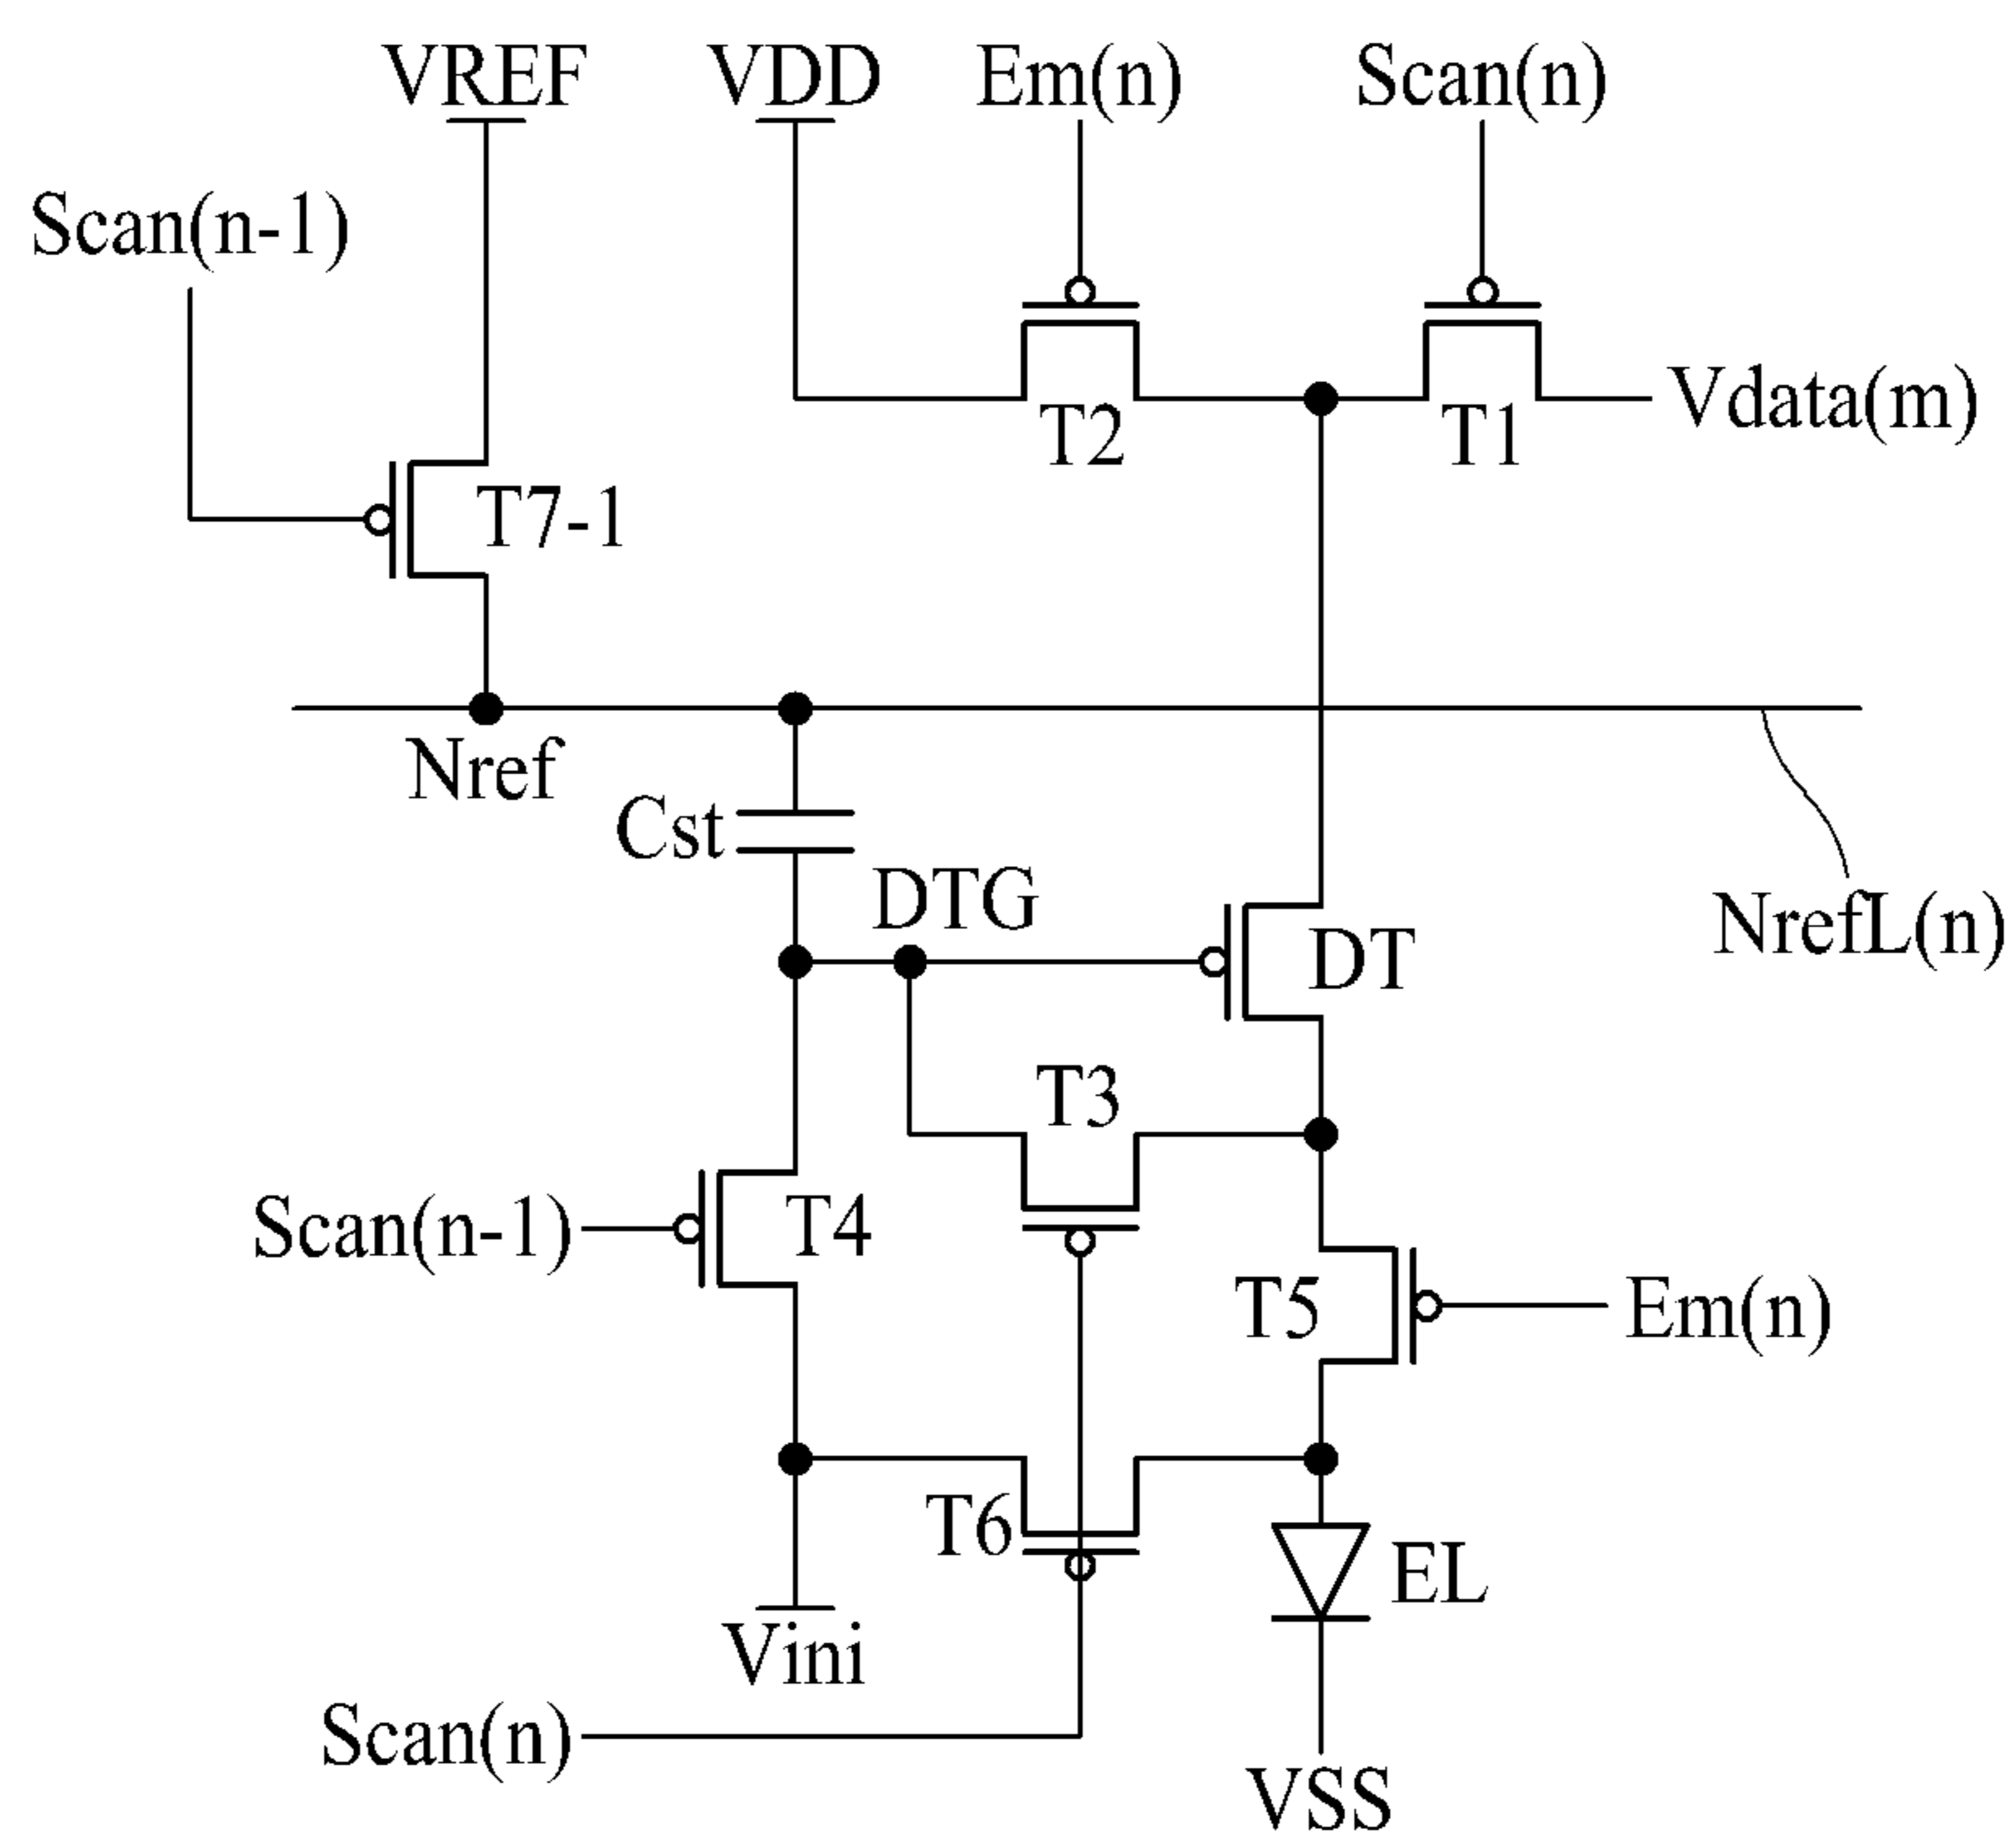 VREF
VDD
Em(n)
Scan(n)
Scan(n-1)
T2
T1
Vdata(m)
T7-1
Nref
Cst
DTG
DT
NrefL(n)
T3
Scan(n-1)
T4
T5
Em(n)
T6
EL
Vini
Scan(n)
VSS